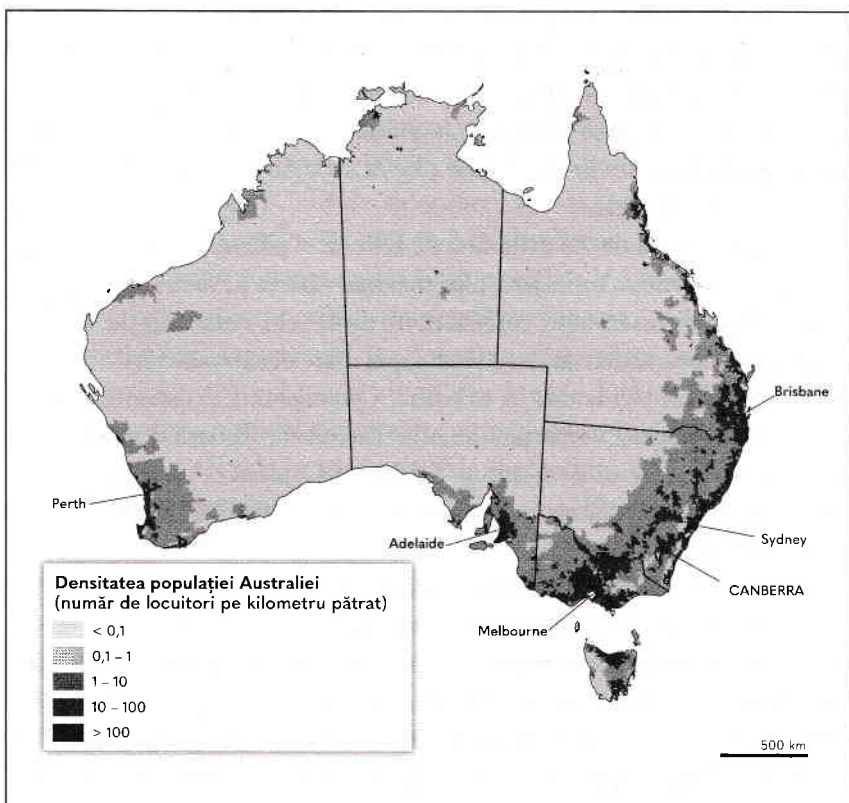 Brisbane
Perth
Adelaide
Sydney
CANBERRA
Melbourne
Densitatea populației Australiei
(număr de locuitori pe kilometru pătrat)
< 0,1
0,1 – 1
1 – 10
10 – 100
> 100
500 km